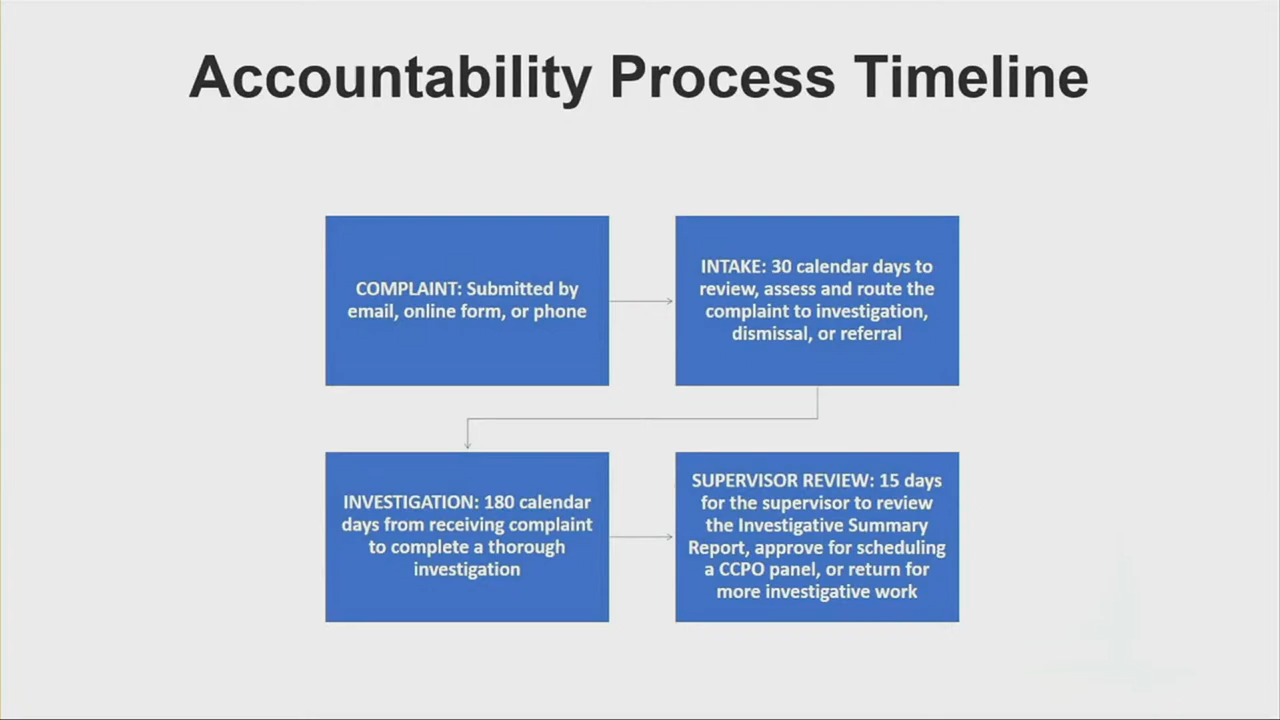 Accountability Process Timeline
COMPLAINT: Submitted by
email, online form, or phone
INTAKE: 30 calendar days to
review, assess and route the
complaint to investigation,
dismissal, or referral
INVESTIGATION: 180 calendar
days from receiving complaint
to complete a thorough
investigation
SUPERVISOR REVIEW: 15 days
for the supervisor to review
the Investigative Summary
Report, approve for scheduling
a CCPO panel, or return for
more investigative work